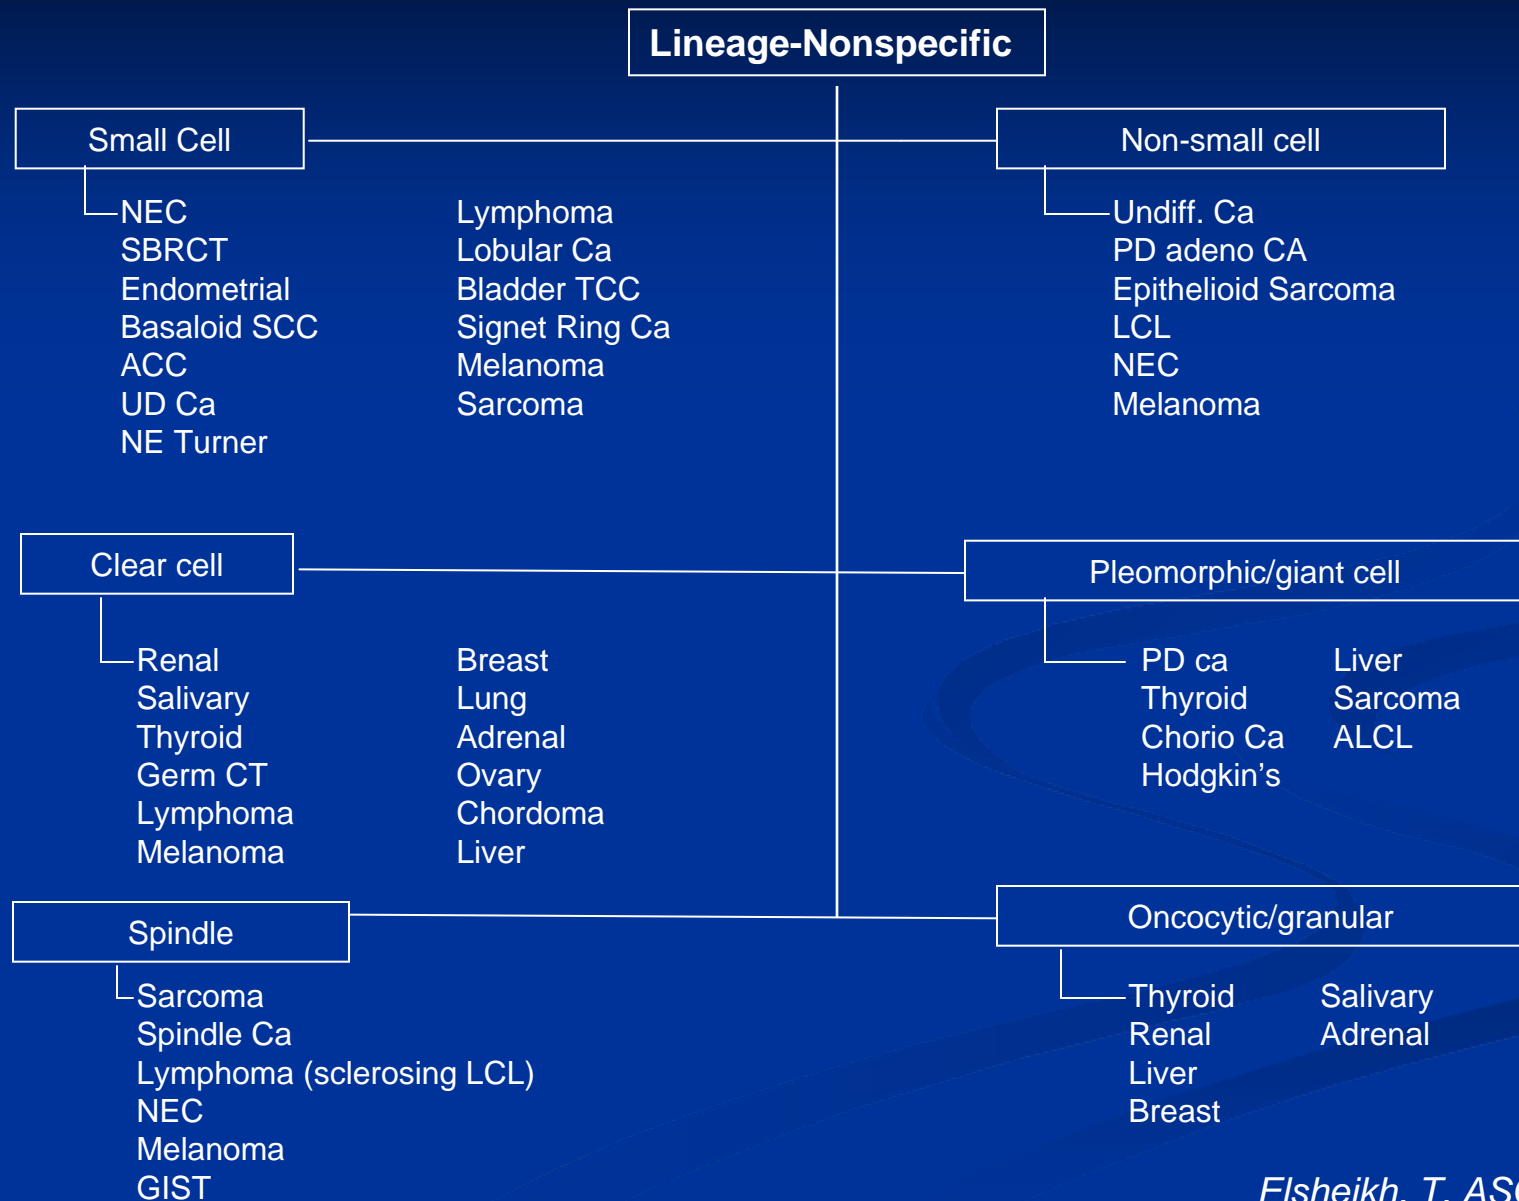 Lineage-Nonspecific
Small Cell
NEC
SBRCT
Endometrial
Basaloid SCC
ACC
UD Ca
NE Turner
Lymphoma
Lobular Ca
Bladder TCC
Signet Ring Ca
Melanoma
Sarcoma
Non-small cell
Undiff. Ca
PD adeno CA
Epithelioid Sarcoma
LCL
NEC
Melanoma
Clear cell
Renal
Salivary
Thyroid
Germ CT
Lymphoma
Melanoma
Breast
Lung
Adrenal
Ovary
Chordoma
Liver
Pleomorphic/giant cell
PD ca
Thyroid
Chorio Ca
Hodgkin's
Liver
Sarcoma
ALCL
Spindle
Sarcoma
Spindle Ca
Lymphoma (sclerosing LCL)
NEC
Melanoma
GIST
Oncocytic/granular
Thyroid
Renal
Liver
Breast
Salivary
Adrenal
Elsheikh, T,